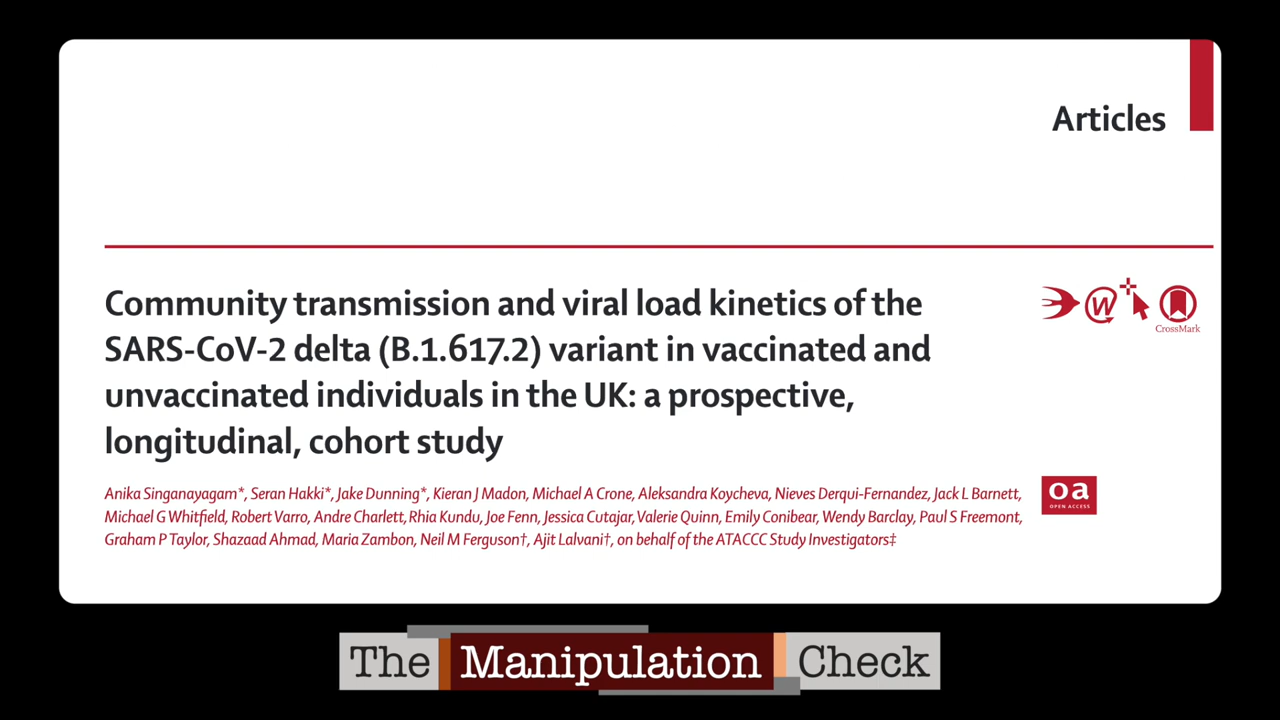 Articles
Community transmission and viral load kinetics of the
SARS-CoV-2 delta (B.1.617.2) variant in vaccinated and
unvaccinated individuals in the UK: a prospective,
longitudinal, cohort study
W
CrossMark
Anika Singanayagam*, Seran Hakki*, Jake Dunning*, Kieran J Madon, Michael A Crone, Aleksandra Koycheva, Nieves Derqui-Fernandez, Jack L Barnett,
Michael G Whitfield, Robert Varro, Andre Charlett, Rhia Kundu, Joe Fenn, Jessica Cutajar, Valerie Quinn, Emily Conibear, Wendy Barclay, Paul S Freemont,
Graham P Taylor, Shazaad Ahmad, Maria Zambon, Neil M Ferguson†, Ajit Lalvani†, on behalf of the ATACCC Study Investigators‡
oa
OPEN ACCESS
The Manipulation Check